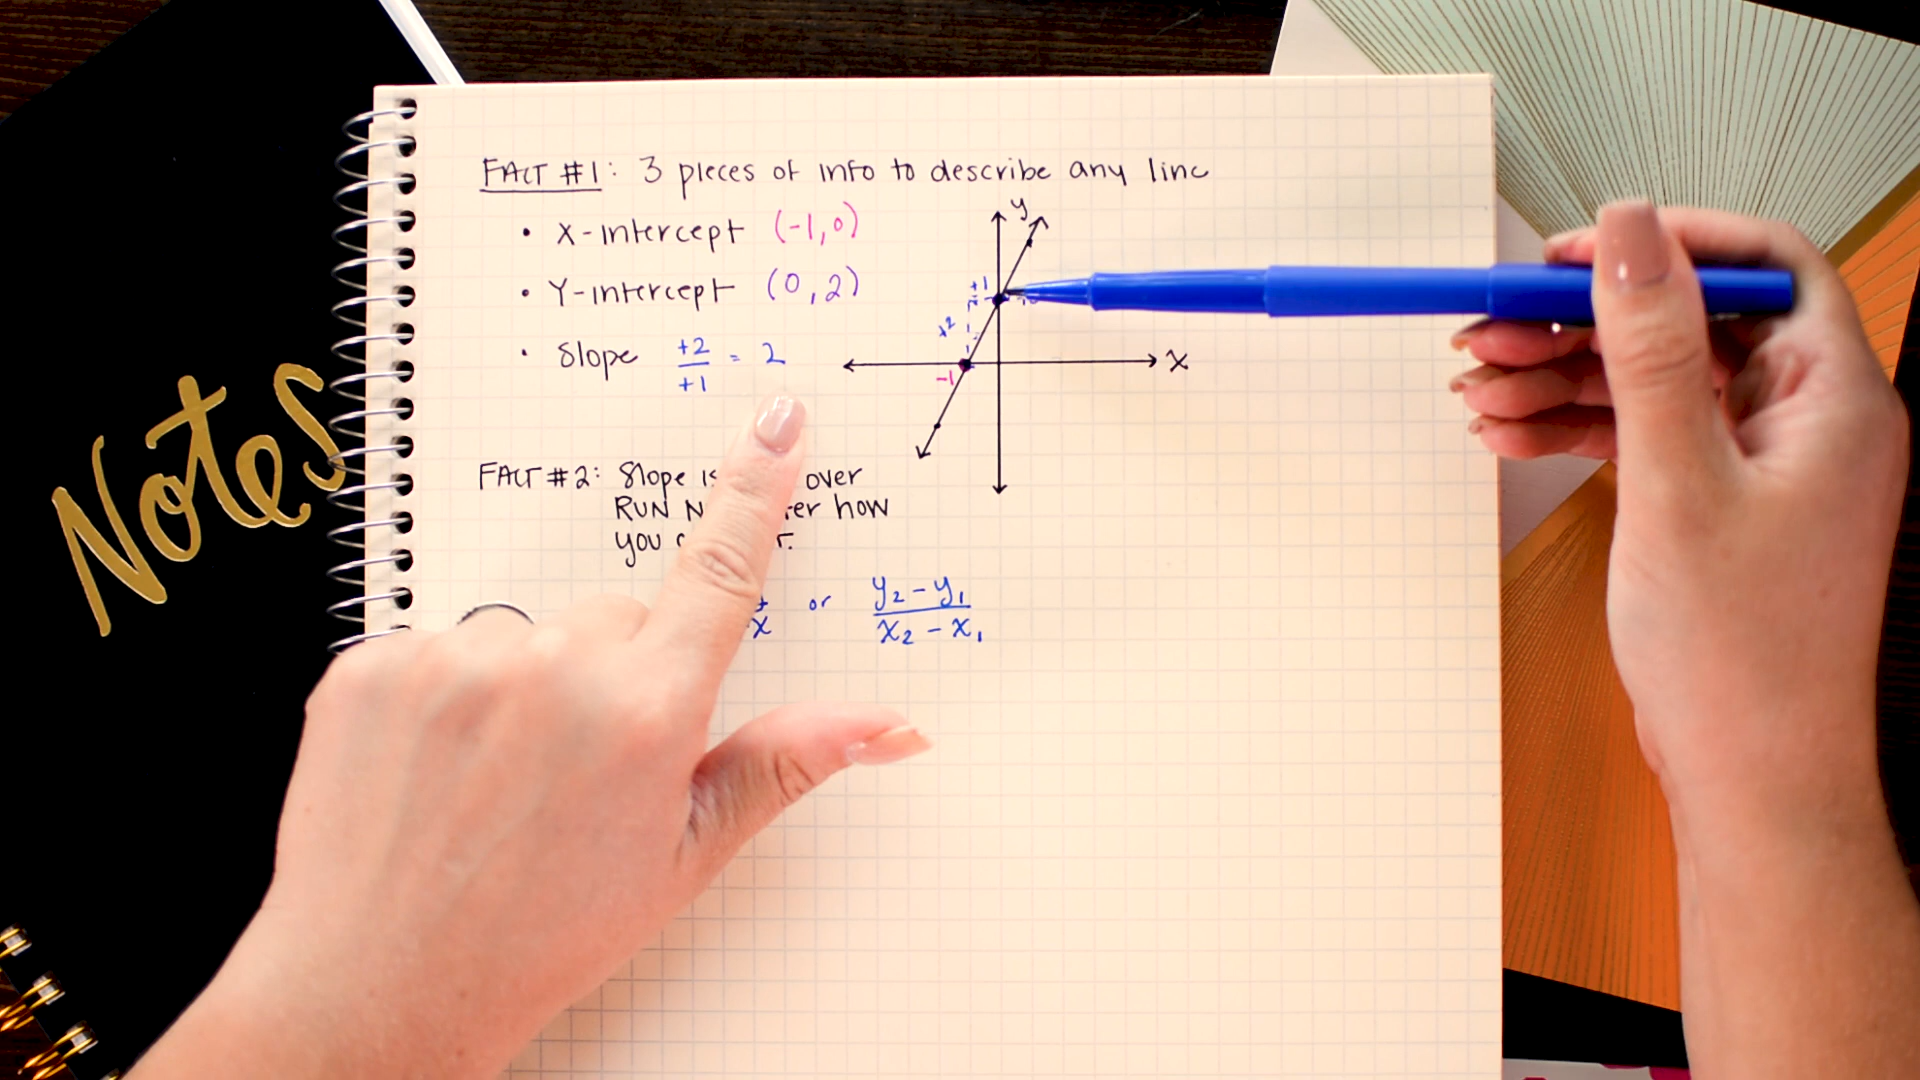 Notes
FACT #1: 3 pieces of info to describe any line
• X-intercept (-1,0)
• Y-intercept (0,2)
• Slope +2/+1 = 2
y
+1
+2
-1
X
FACT #2: Slope is over
RUN
how
you
x or y₂ - y₁
x₂ - x₁